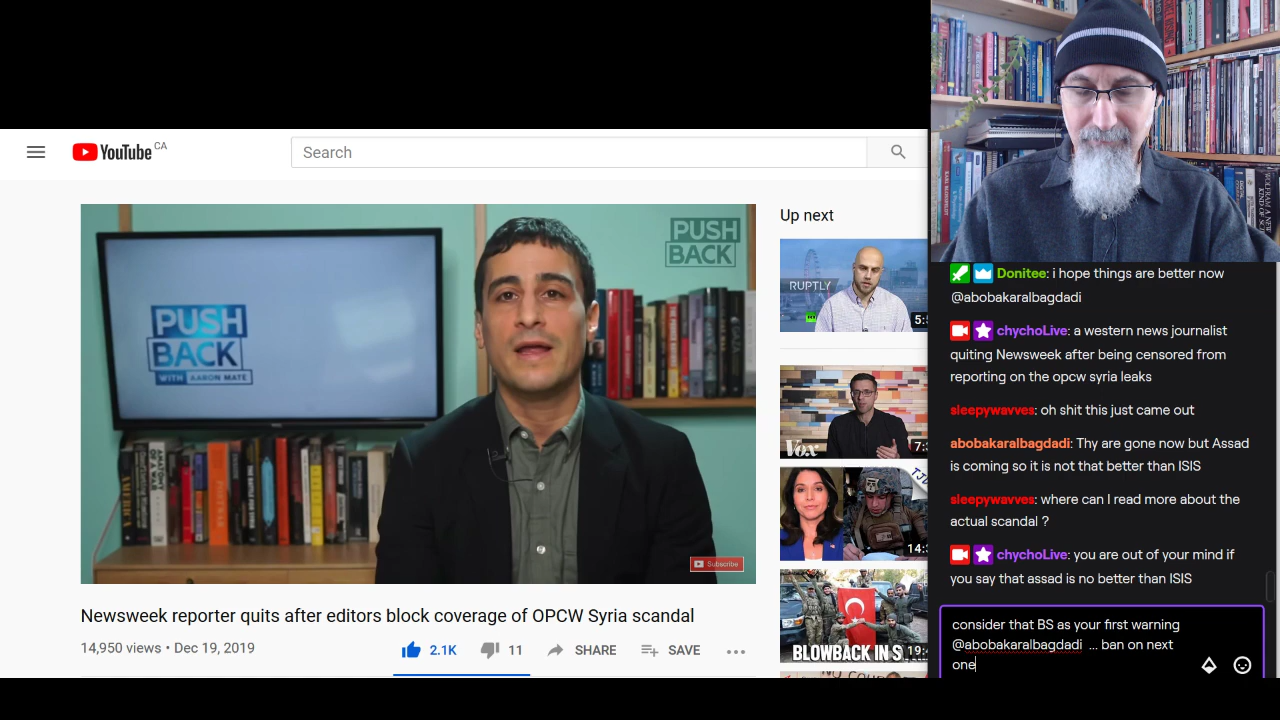 YouTube CA
Search
PUSH
BACK
PUSH
BACK
WITH AARON MATÉ
Subscribe
Newsweek reporter quits after editors block coverage of OPCW Syria scandal
14,950 views • Dec 19, 2019
2.1K
11
SHARE
SAVE
Up next
RUPTLY
5:
Vox
7:
TJD
14:
BLOWBACK IN S
19:
Donitee: i hope things are better now
@abobakaralbagdadi
chychoLive: a western news journalist
quiting Newsweek after being censored from
reporting on the opcw syria leaks
sleepywavves: oh shit this just came out
abobakaralbagdadi: Thy are gone now but Assad
is coming so it is not that better than ISIS
sleepywavves: where can I read more about the
actual scandal ?
chychoLive: you are out of your mind if
you say that assad is no better than ISIS
consider that BS as your first warning
@abobakaralbagdadi ... ban on next
one